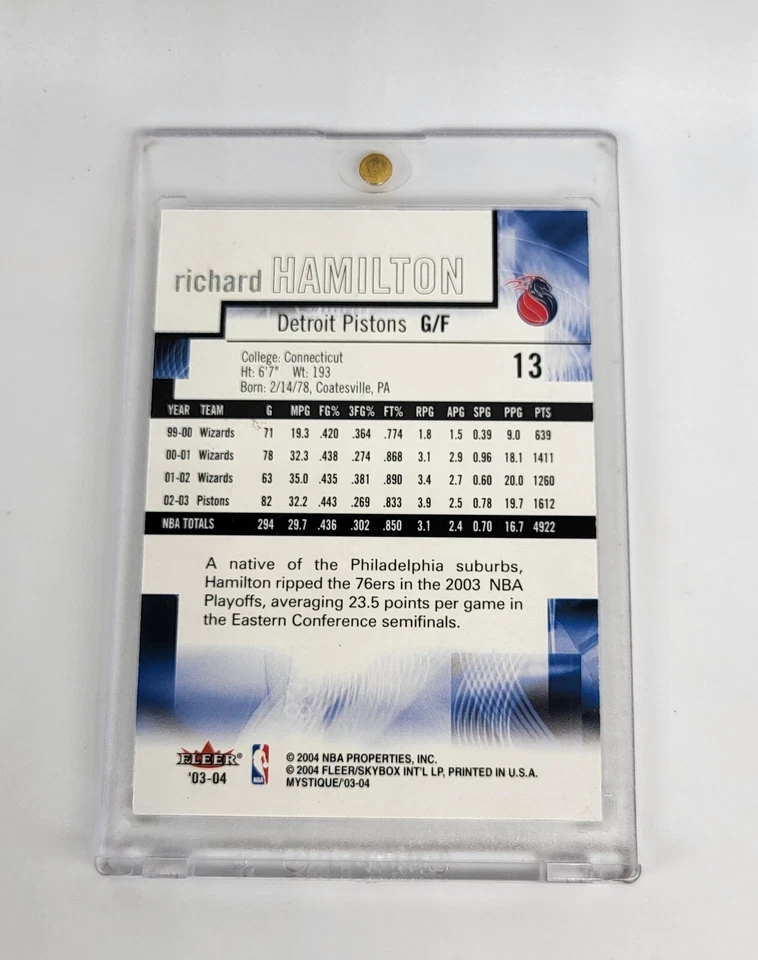 richard HAMILTON
Detroit Pistons G/F
College: Connecticut
Ht: 6'7" Wt: 193
Born: 2/14/78, Coatesville, PA
13
YEAR TEAM G MPG FG% 3FG% FT% RPG APG SPG PPG PTS
99-00 Wizards 71 19.3 .420 .364 .774 1.8 1.5 0.39 9.0 639
00-01 Wizards 78 32.3 .438 .274 .868 3.1 2.9 0.96 18.1 1411
01-02 Wizards 63 35.0 .435 .381 .890 3.4 2.7 0.60 20.0 1260
02-03 Pistons 82 32.2 .443 .269 .833 3.9 2.5 0.78 19.7 1612
NBA TOTALS 294 29.7 .436 .302 .850 3.1 2.4 0.70 16.7 4922
A native of the Philadelphia suburbs,
Hamilton ripped the 76ers in the 2003 NBA
Playoffs, averaging 23.5 points per game in
the Eastern Conference semifinals.
FLEER®
'03-04
NBA
© 2004 NBA PROPERTIES, INC.
© 2004 FLEER/SKYBOX INT'L LP, PRINTED IN U.S.A.
MYSTIQUE/'03-04